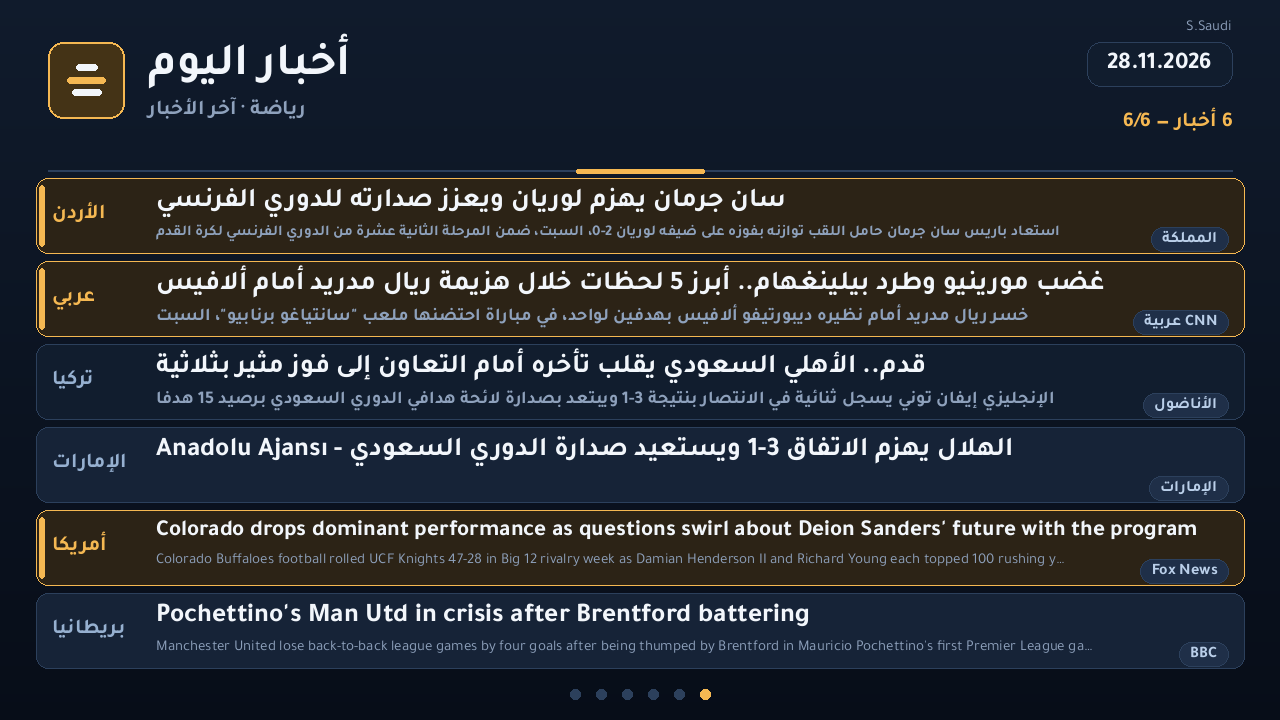 S.Saudi
أخبار اليوم
28.11.2026
رياضة · آخر الأخبار
6 أخبار — 6/6
سان جرمان يهزم لوريان ويعزز صدارته للدوري الفرنسي
الأردن
استعاد باريس سان جرمان حامل اللقب توازنه بفوزه على ضيفه لوريان 2-0، السبت، ضمن المرحلة الثانية عشرة من الدوري الفرنسي لكرة القدم
المملكة
غضب مورينيو وطرد بيلينغهام.. أبرز 5 لحظات خلال هزيمة ريال مدريد أمام ألافيس
عربي
خسر ريال مدريد أمام نظيره ديبورتيفو ألافيس بهدفين لواحد، في مباراة احتضنها ملعب "سانتياغو برنابيو"، السبت
CNN عربية
قدم.. الأهلي السعودي يقلب تأخره أمام التعاون إلى فوز مثير بثلاثية
تركيا
الإنجليزي إيفان توني يسجل ثنائية في الانتصار بنتيجة 3-1 ويبتعد بصدارة لائحة هدافي الدوري السعودي برصيد 15 هدفا
الأناضول
الهلال يهزم الاتفاق 3-1 ويستعيد صدارة الدوري السعودي - Anadolu Ajansı
الإمارات
الإمارات
Colorado drops dominant performance as questions swirl about Deion Sanders' future with the program
أمريكا
Colorado Buffaloes football rolled UCF Knights 47-28 in Big 12 rivalry week as Damian Henderson II and Richard Young each topped 100 rushing y…
Fox News
Pochettino's Man Utd in crisis after Brentford battering
بريطانيا
Manchester United lose back-to-back league games by four goals after being thumped by Brentford in Mauricio Pochettino's first Premier League ga…
BBC